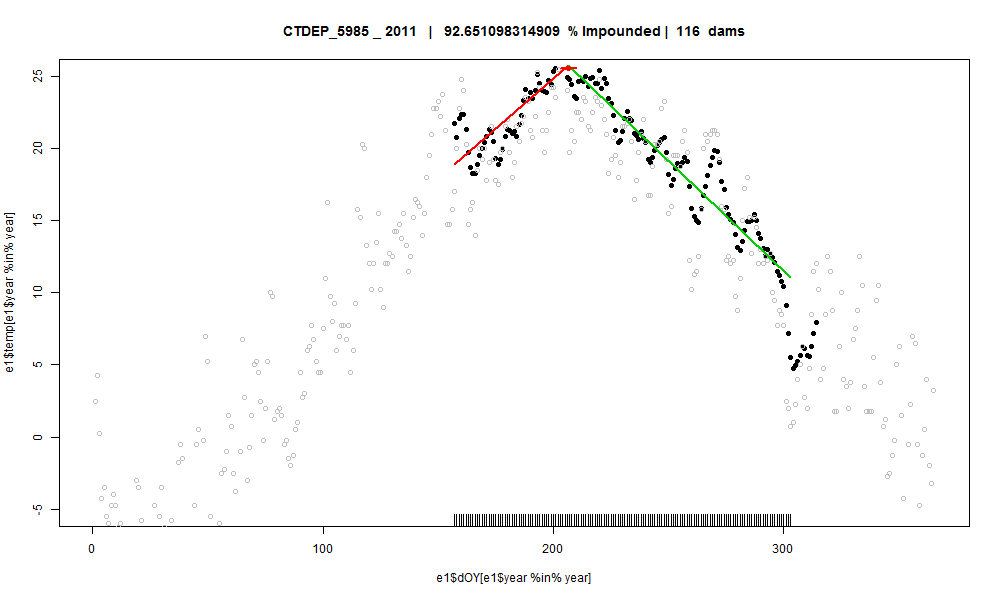 CTDEP_5985 _ 2011 | 92.651098314909 % Impounded | 116 dams
e1$temp[e1$year %in% year]
25
20
15
10
5
0
-5
0 100 200 300
e1$dOY[e1$year %in% year]